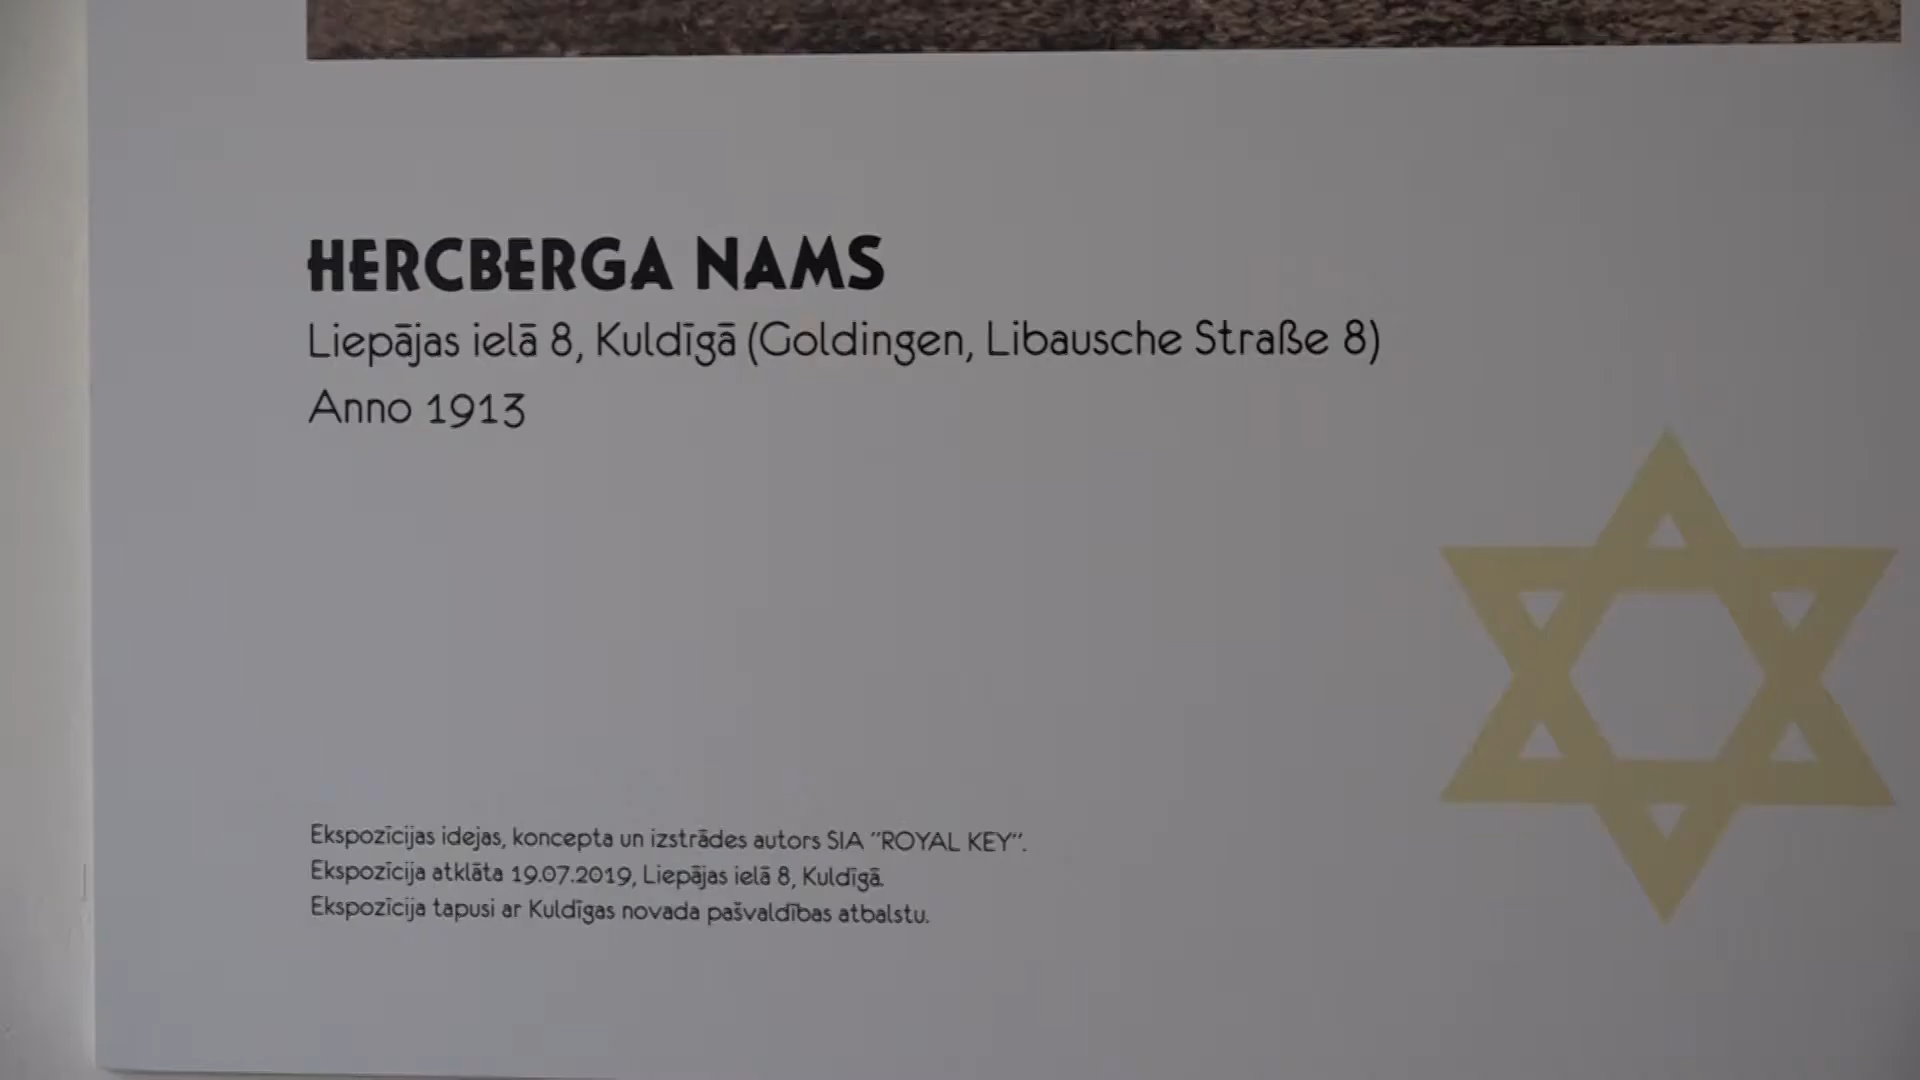 HERCBERGA NAMS
Liepājas ielā 8, Kuldīgā (Goldingen, Libausche Straße 8)
Anno 1913
Ekspozīcijas idejas, koncepta un izstrādes autors SIA "ROYAL KEY".
Ekspozīcija atklāta 19.07.2019, Liepājas ielā 8, Kuldīgā.
Ekspozīcija tapusi ar Kuldīgas novada pašvaldības atbalstu.